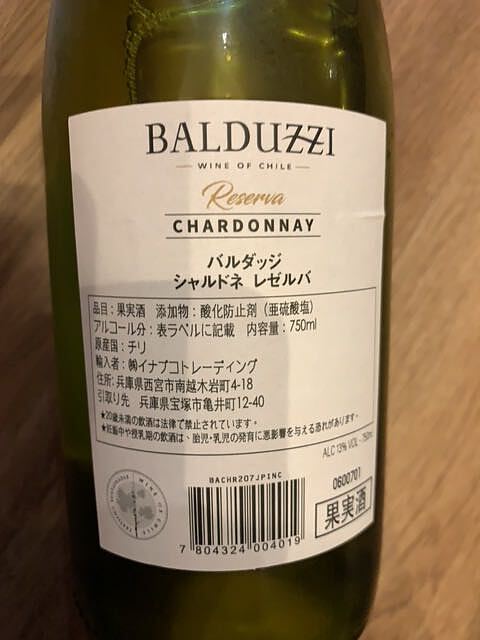 BALDUZZI
WINE OF CHILE
Reserva
CHARDONNAY
バルダッジ
シャルドネ レゼルバ
品目：果実酒 添加物：酸化防止剤（亜硫酸塩）
アルコール分：表ラベルに記載 内容量：750ml
原産国：チリ
輸入者：㈱イナブコトレーディング
住所：兵庫県西宮市南越木岩町4-18
引取り先 兵庫県宝塚市亀井町12-40
★20歳未満の飲酒は法律で禁止されています。
★妊娠中や授乳期の飲酒は、胎児・乳児の発育に悪影響を与える恐れがあります。
ALC 13% VOL - 750ml
BACHR207JPINC
0600701
果実酒
7 804324 004019
WINE OF CHILE